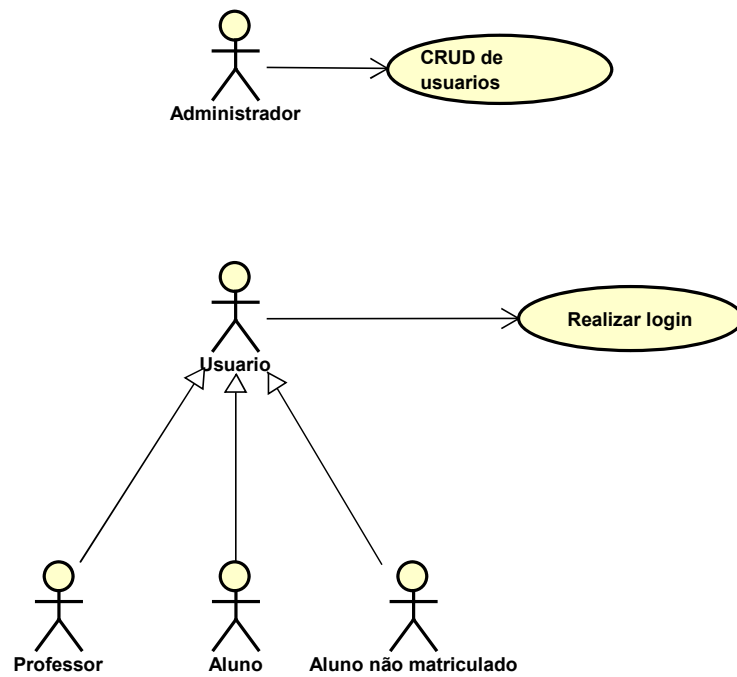 CRUD de
usuarios
Administrador
Realizar login
Usuario
Professor
Aluno
Aluno não matriculado